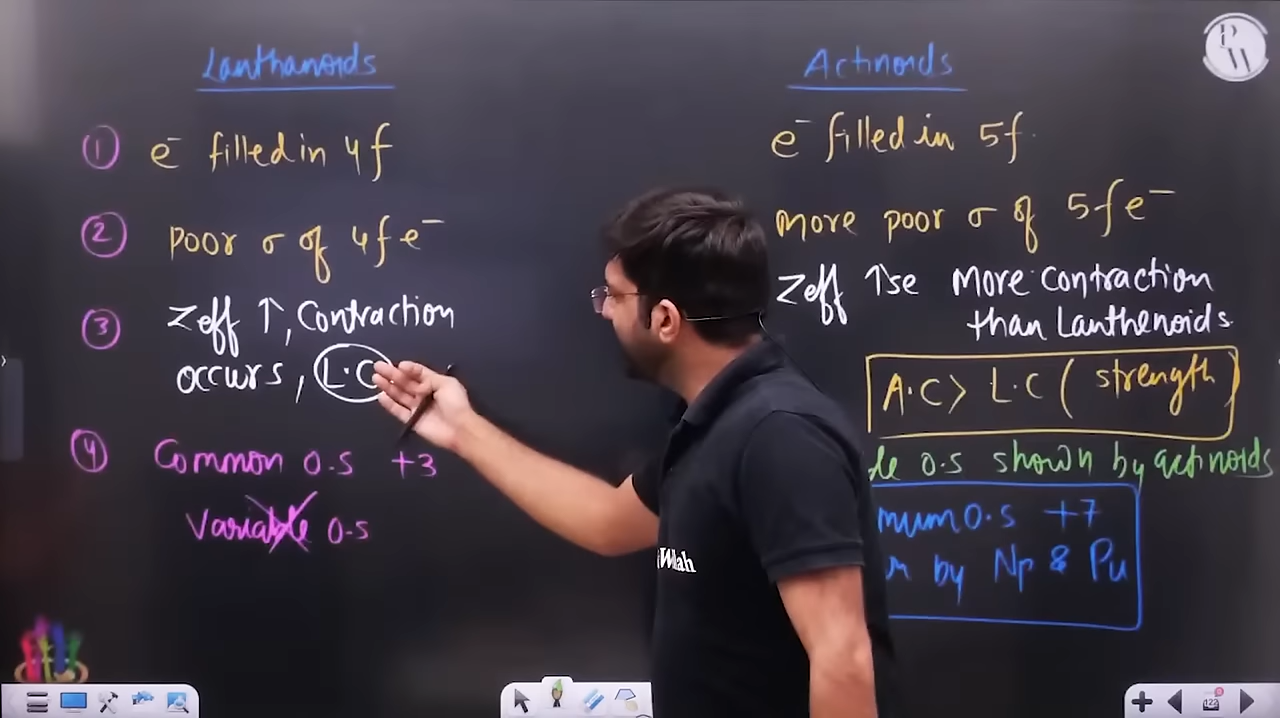 Lanthanoids
① e⁻ filled in 4f
② poor σ of 4f e⁻
③ Zeff ↑, Contraction
occurs, L.C
④ Common O.S +3
Variable O.S
Actinoids
e⁻ filled in 5f
more poor σ of 5f e⁻
Zeff ↑se More Contraction
than Lanthenoids
A.C > L.C ( strength
O.S shown by actinoids
O.S +7
by Np & Pu
PW